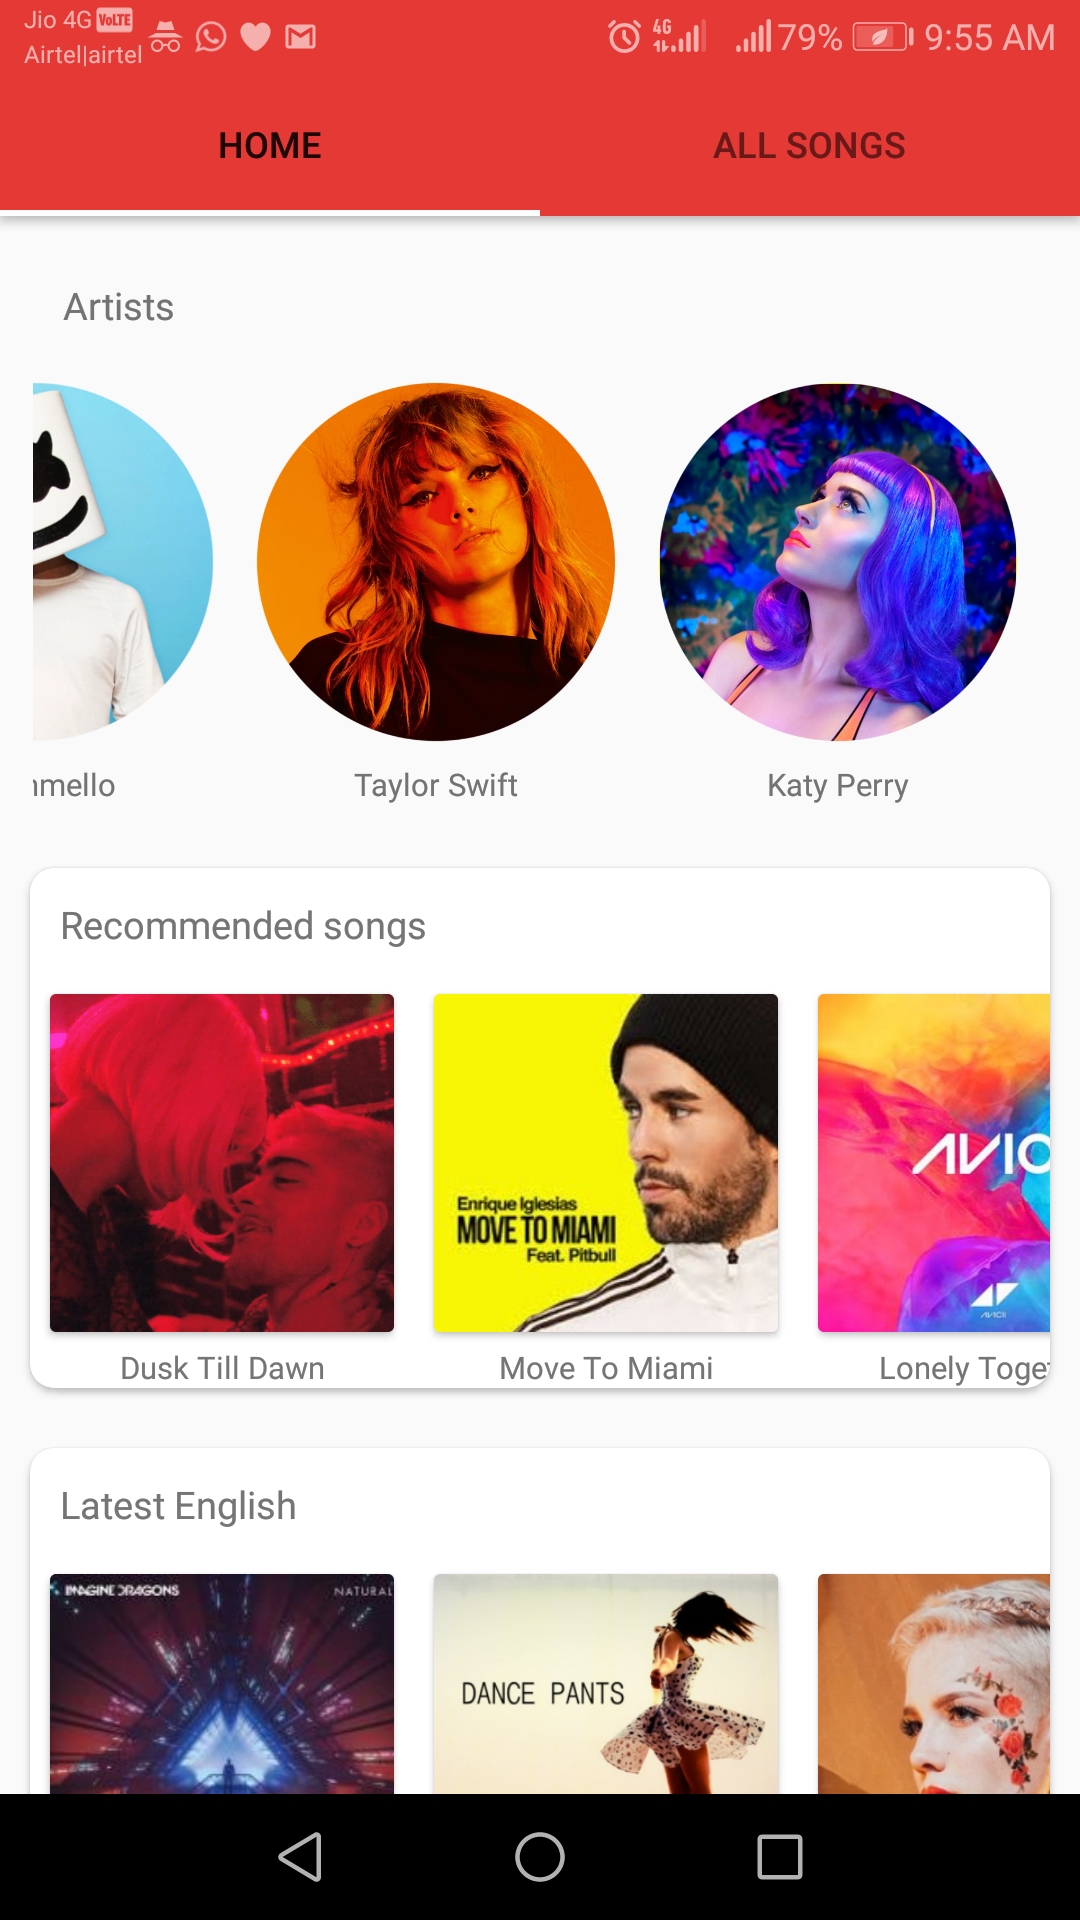 Jio 4G VoLTE
Airtel|airtel
4G
79%
9:55 AM
HOME
ALL SONGS
Artists
mello
Taylor Swift
Katy Perry
Recommended songs
Enrique Iglesias
MOVE TO MIAMI
Feat. Pitbull
AVIC
AVICII
Dusk Till Dawn
Move To Miami
Lonely Toge
Latest English
IMAGINE DRAGONS
NATURAL
DANCE PANTS